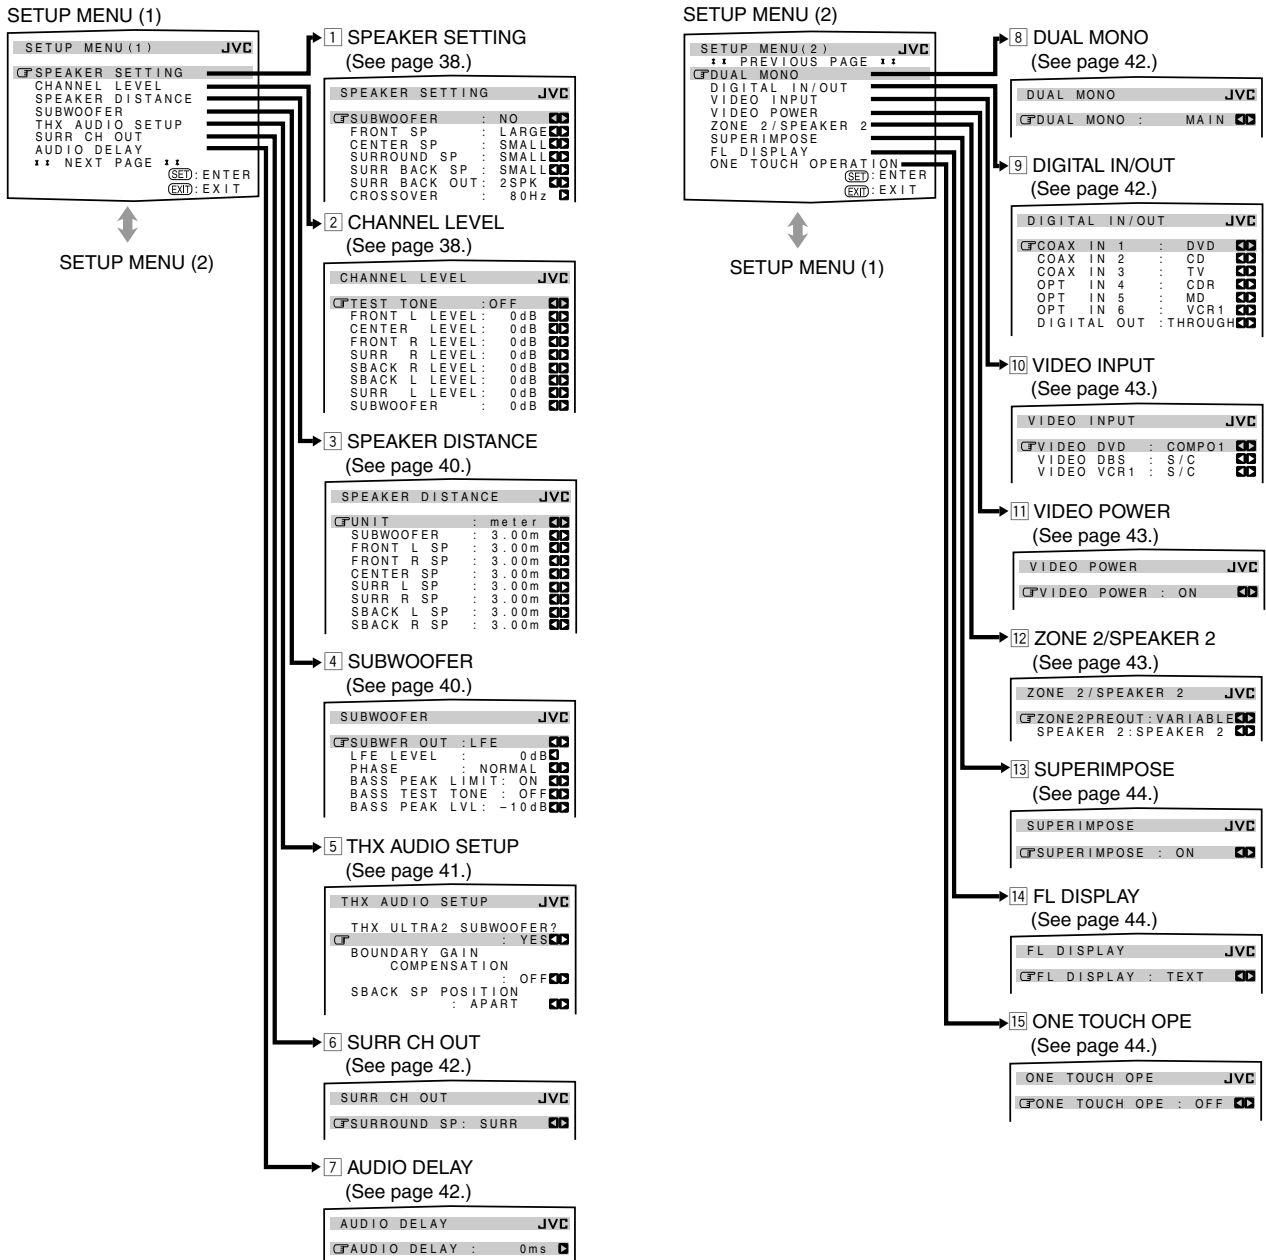 SETUP MENU (1)
SETUP MENU(1) JVC
SPEAKER SETTING
CHANNEL LEVEL
SPEAKER DISTANCE
SUBWOOFER
THX AUDIO SETUP
SURR CH OUT
AUDIO DELAY
** NEXT PAGE **
SET : ENTER
EXIT : EXIT
SETUP MENU (2)
1 SPEAKER SETTING
(See page 38.)
SPEAKER SETTING JVC
SUBWOOFER : NO
FRONT SP : LARGE
CENTER SP : SMALL
SURROUND SP : SMALL
SURR BACK SP : SMALL
SURR BACK OUT: 2SPK
CROSSOVER : 80Hz
2 CHANNEL LEVEL
(See page 38.)
CHANNEL LEVEL JVC
TEST TONE :OFF
FRONT L LEVEL: 0dB
CENTER LEVEL: 0dB
FRONT R LEVEL: 0dB
SURR R LEVEL: 0dB
SBACK R LEVEL: 0dB
SBACK L LEVEL: 0dB
SURR L LEVEL: 0dB
SUBWOOFER : 0dB
3 SPEAKER DISTANCE
(See page 40.)
SPEAKER DISTANCE JVC
UNIT : meter
SUBWOOFER : 3.00m
FRONT L SP : 3.00m
FRONT R SP : 3.00m
CENTER SP : 3.00m
SURR L SP : 3.00m
SURR R SP : 3.00m
SBACK L SP : 3.00m
SBACK R SP : 3.00m
4 SUBWOOFER
(See page 40.)
SUBWOOFER JVC
SUBWFR OUT :LFE
LFE LEVEL : 0dB
PHASE : NORMAL
BASS PEAK LIMIT: ON
BASS TEST TONE : OFF
BASS PEAK LVL: –10dB
5 THX AUDIO SETUP
(See page 41.)
THX AUDIO SETUP JVC
THX ULTRA2 SUBWOOFER?
: YES
BOUNDARY GAIN
COMPENSATION
: OFF
SBACK SP POSITION
: APART
6 SURR CH OUT
(See page 42.)
SURR CH OUT JVC
SURROUND SP: SURR
7 AUDIO DELAY
(See page 42.)
AUDIO DELAY JVC
AUDIO DELAY : 0ms
SETUP MENU (2)
SETUP MENU(2) JVC
** PREVIOUS PAGE **
DUAL MONO
DIGITAL IN/OUT
VIDEO INPUT
VIDEO POWER
ZONE 2/SPEAKER 2
SUPERIMPOSE
FL DISPLAY
ONE TOUCH OPERATION
SET : ENTER
EXIT : EXIT
SETUP MENU (1)
8 DUAL MONO
(See page 42.)
DUAL MONO JVC
DUAL MONO : MAIN
9 DIGITAL IN/OUT
(See page 42.)
DIGITAL IN/OUT JVC
COAX IN 1 : DVD
COAX IN 2 : CD
COAX IN 3 : TV
OPT IN 4 : CDR
OPT IN 5 : MD
OPT IN 6 : VCR1
DIGITAL OUT :THROUGH
10 VIDEO INPUT
(See page 43.)
VIDEO INPUT JVC
VIDEO DVD : COMPO1
VIDEO DBS : S/C
VIDEO VCR1 : S/C
11 VIDEO POWER
(See page 43.)
VIDEO POWER JVC
VIDEO POWER : ON
12 ZONE 2/SPEAKER 2
(See page 43.)
ZONE 2/SPEAKER 2 JVC
ZONE2PREOUT:VARIABLE
SPEAKER 2:SPEAKER 2
13 SUPERIMPOSE
(See page 44.)
SUPERIMPOSE JVC
SUPERIMPOSE : ON
14 FL DISPLAY
(See page 44.)
FL DISPLAY JVC
FL DISPLAY : TEXT
15 ONE TOUCH OPE
(See page 44.)
ONE TOUCH OPE JVC
ONE TOUCH OPE : OFF